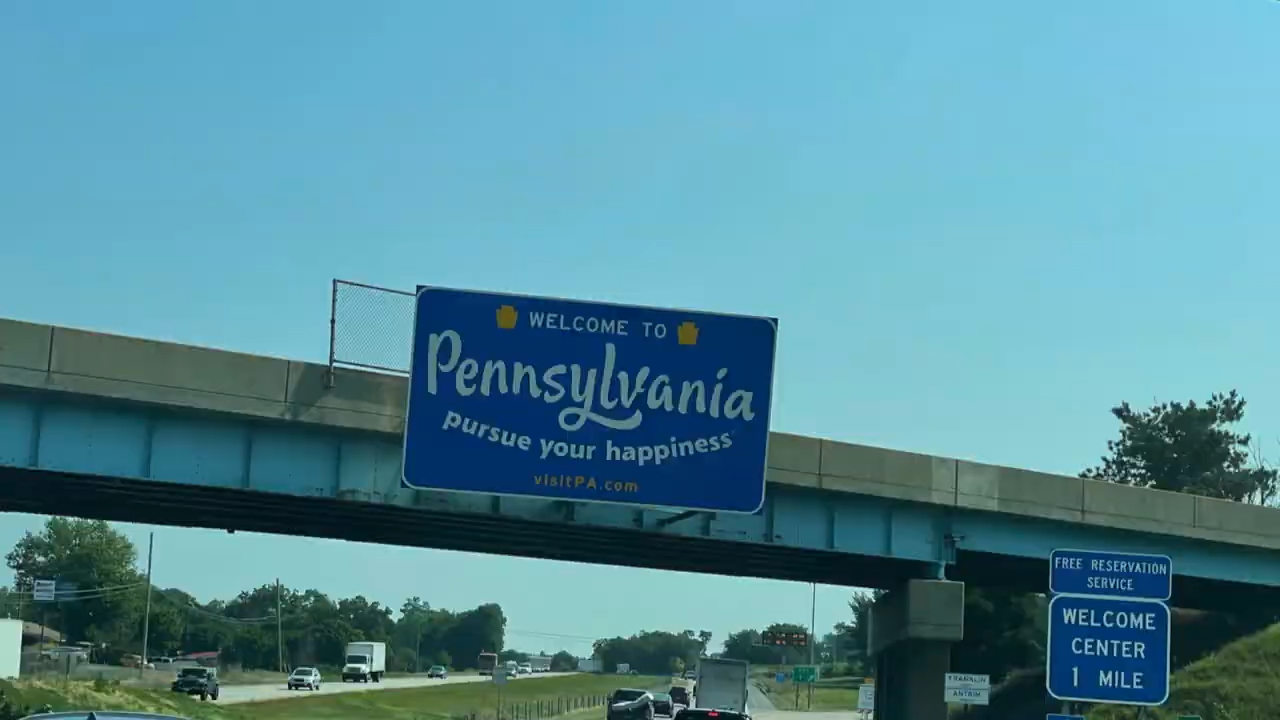 WELCOME TO
Pennsylvania
pursue your happiness
visitPA.com
FREE RESERVATION
SERVICE
WELCOME
CENTER
1 MILE
FRANKLIN
ANTRIM